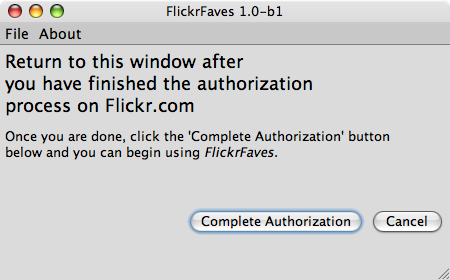 FlickrFaves 1.0-b1
File About
Return to this window after
you have finished the authorization
process on Flickr.com
Once you are done, click the 'Complete Authorization' button
below and you can begin using FlickrFaves.
Complete Authorization Cancel